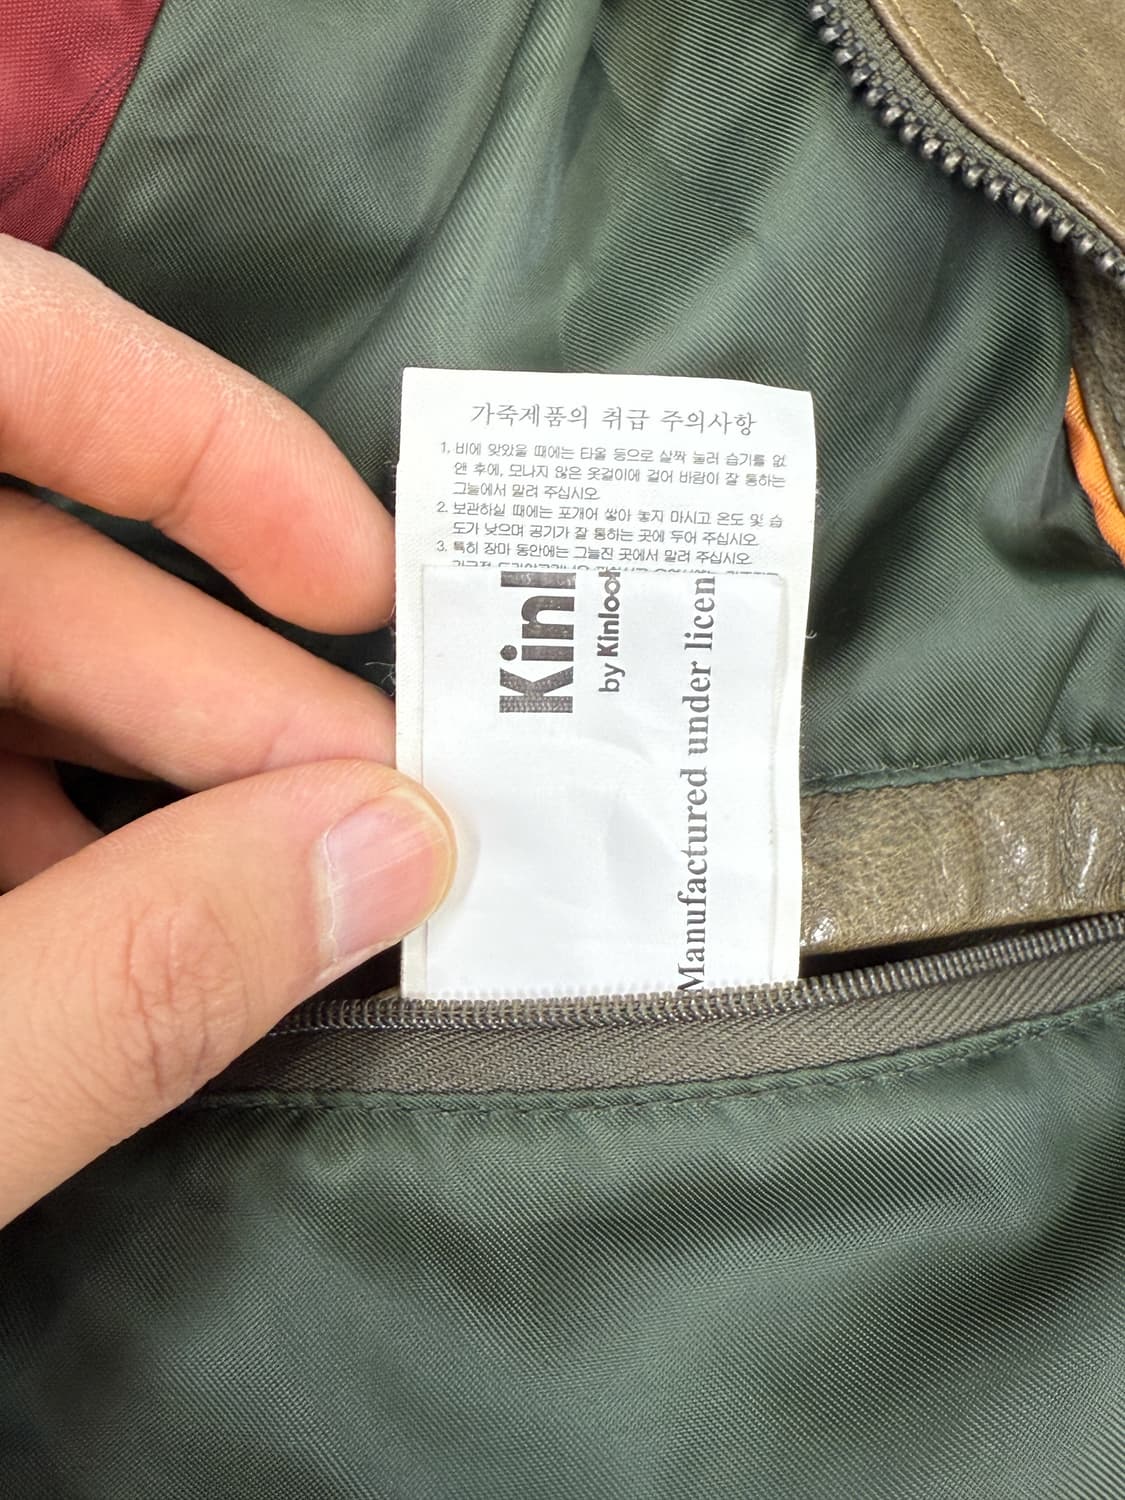 가죽제품의 취급 주의사항
1. 비에 맞았을 때에는 타올 등으로 살짝 눌러 습기를 없
앤 후에, 모나지 않은 옷걸이에 걸어 바람이 잘 통하는
그늘에서 말려 주십시오.
2. 보관하실 때에는 포개어 쌓아 놓지 마시고 온도 및 습
도가 낮으며 공기가 잘 통하는 곳에 두어 주십시오.
3. 특히 장마 동안에는 그늘진 곳에서 말려 주십시오.
Kinl
by Kinloo
Manufactured under licen